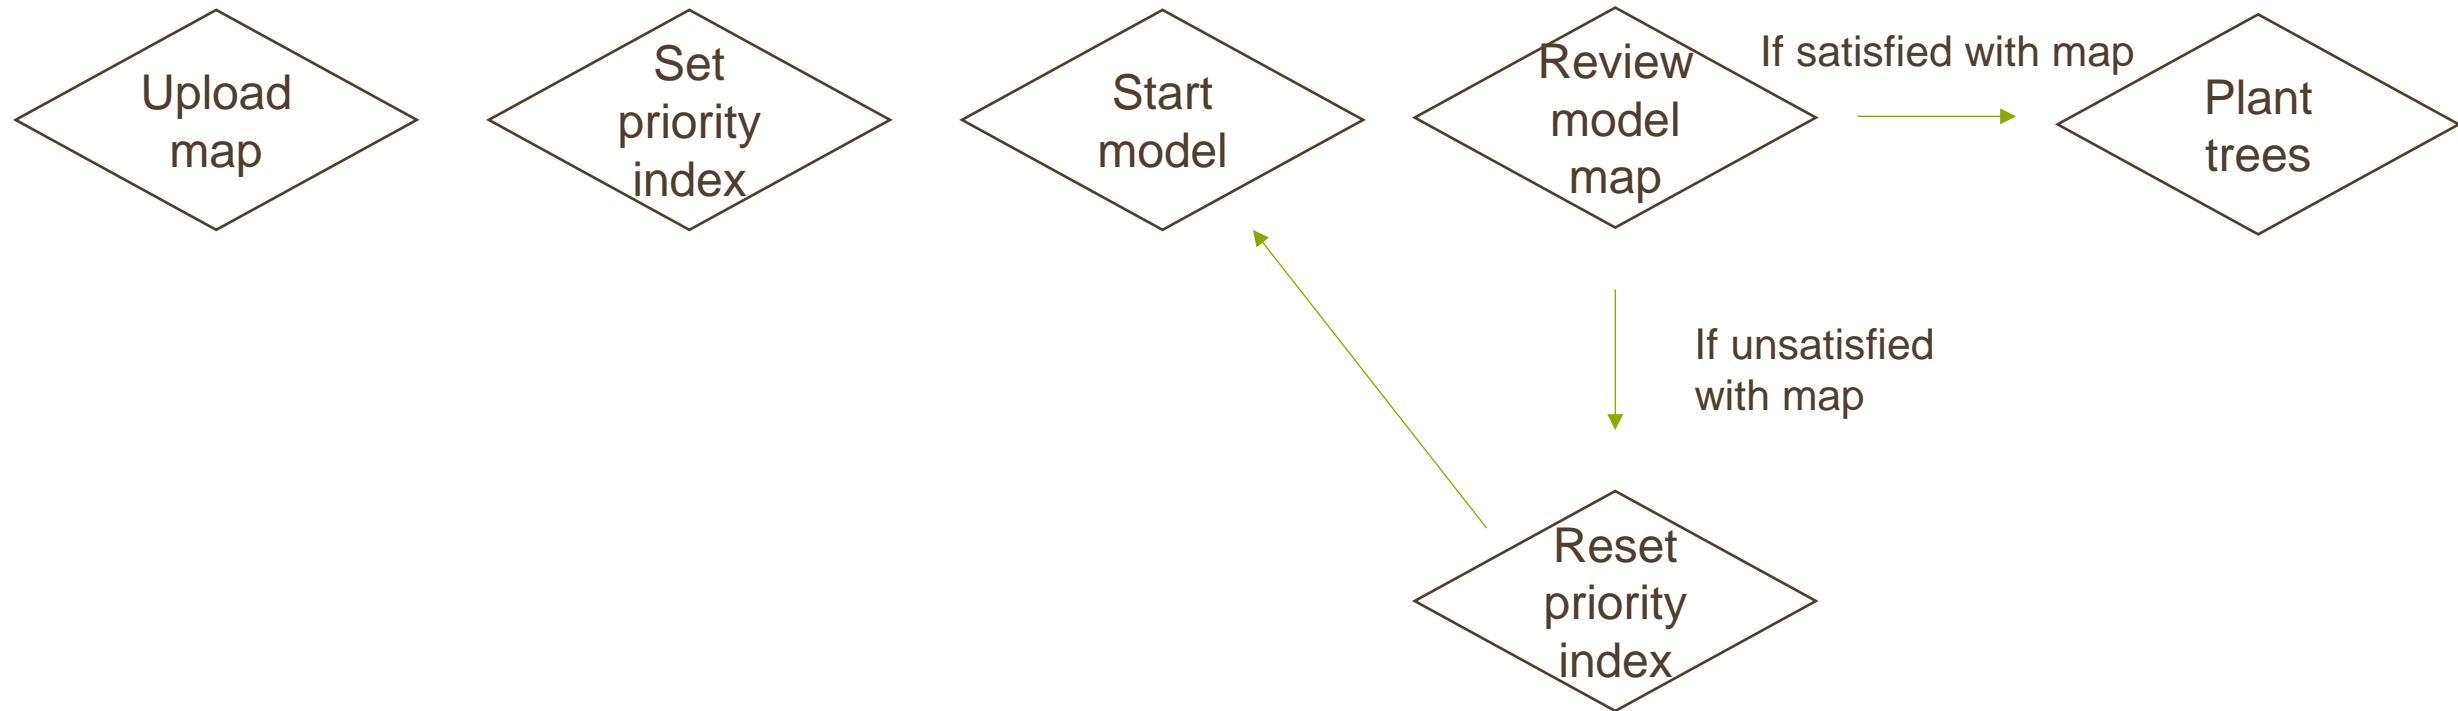 Upload
map
Set
priority
index
Start
model
Review
model
map
If satisfied with map
Plant
trees
If unsatisfied
with map
Reset
priority
index